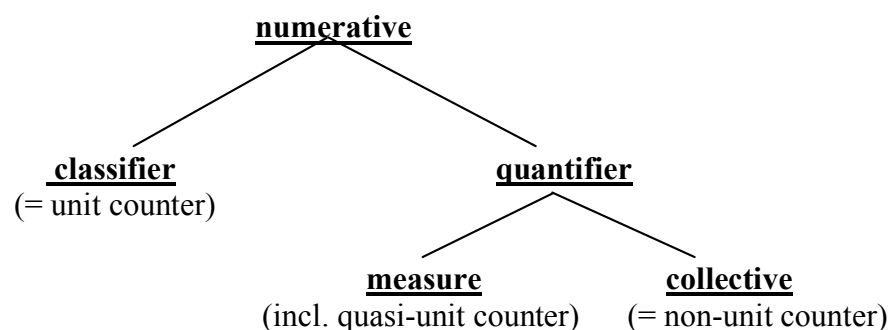 numerative
classifier quantifier
(= unit counter)
measure collective
(incl. quasi-unit counter) (= non-unit counter)